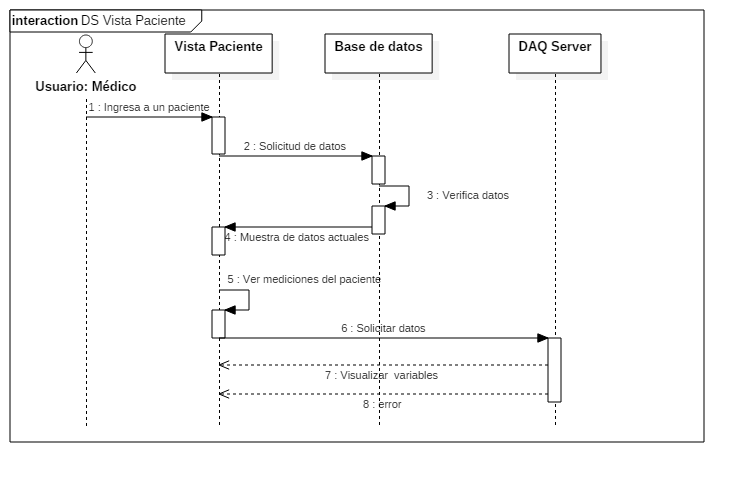 interaction DS Vista Paciente
Vista Paciente
Base de datos
DAQ Server
Usuario: Médico
1 : Ingresa a un paciente
2 : Solicitud de datos
3 : Verifica datos
4 : Muestra de datos actuales
5 : Ver mediciones del paciente
6 : Solicitar datos
7 : Visualizar variables
8 : error